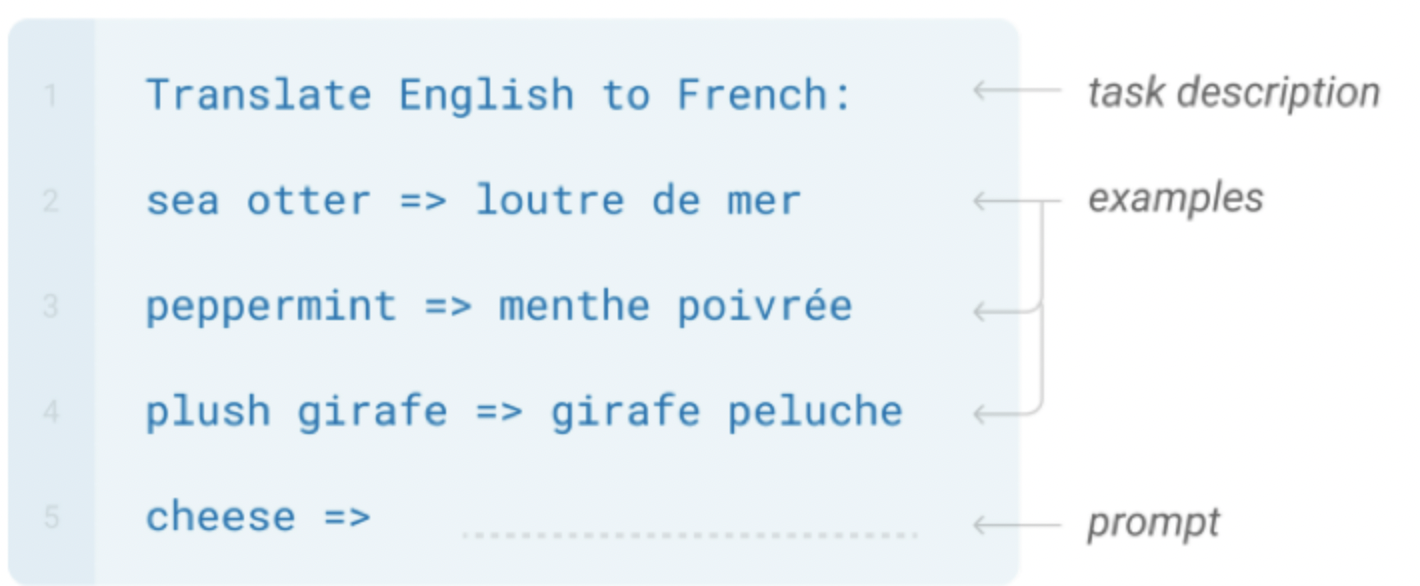 1 Translate English to French: task description
2 sea otter => loutre de mer examples
3 peppermint => menthe poivrée
4 plush girafe => girafe peluche
5 cheese => prompt